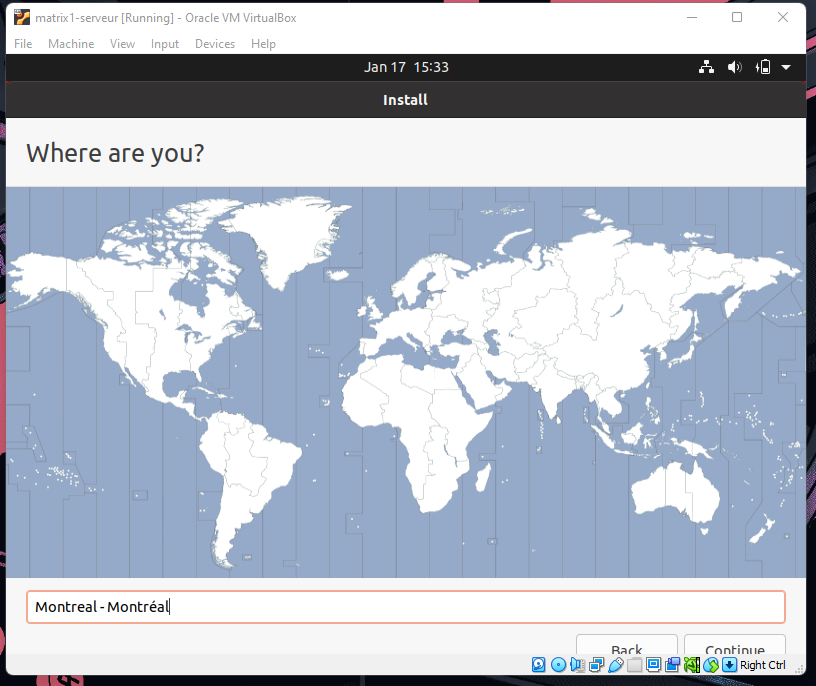 matrix1-serveur [Running] - Oracle VM VirtualBox
File Machine View Input Devices Help
Jan 17 15:33
Install
Where are you?
Montreal - Montréal
Back Continue
Right Ctrl